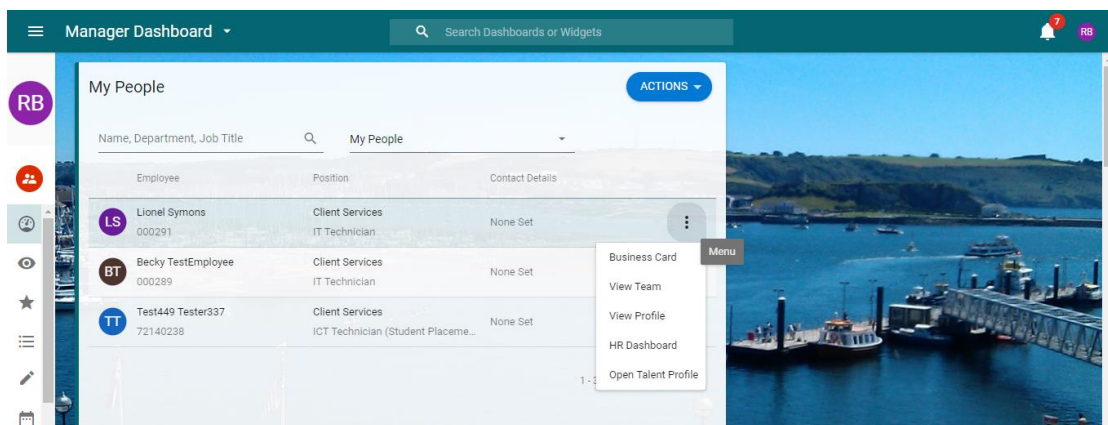 Manager Dashboard
Search Dashboards or Widgets
7
RB
RB
My People
ACTIONS
Name, Department, Job Title
My People
Employee Position Contact Details
LS
Lionel Symons Client Services
000291 IT Technician
None Set
Menu
BT
Becky TestEmployee Client Services
000289 IT Technician
None Set
TT
Test449 Tester337 Client Services
72140238 ICT Technician (Student Placeme...
None Set
Business Card
View Team
View Profile
HR Dashboard
Open Talent Profile
1 -